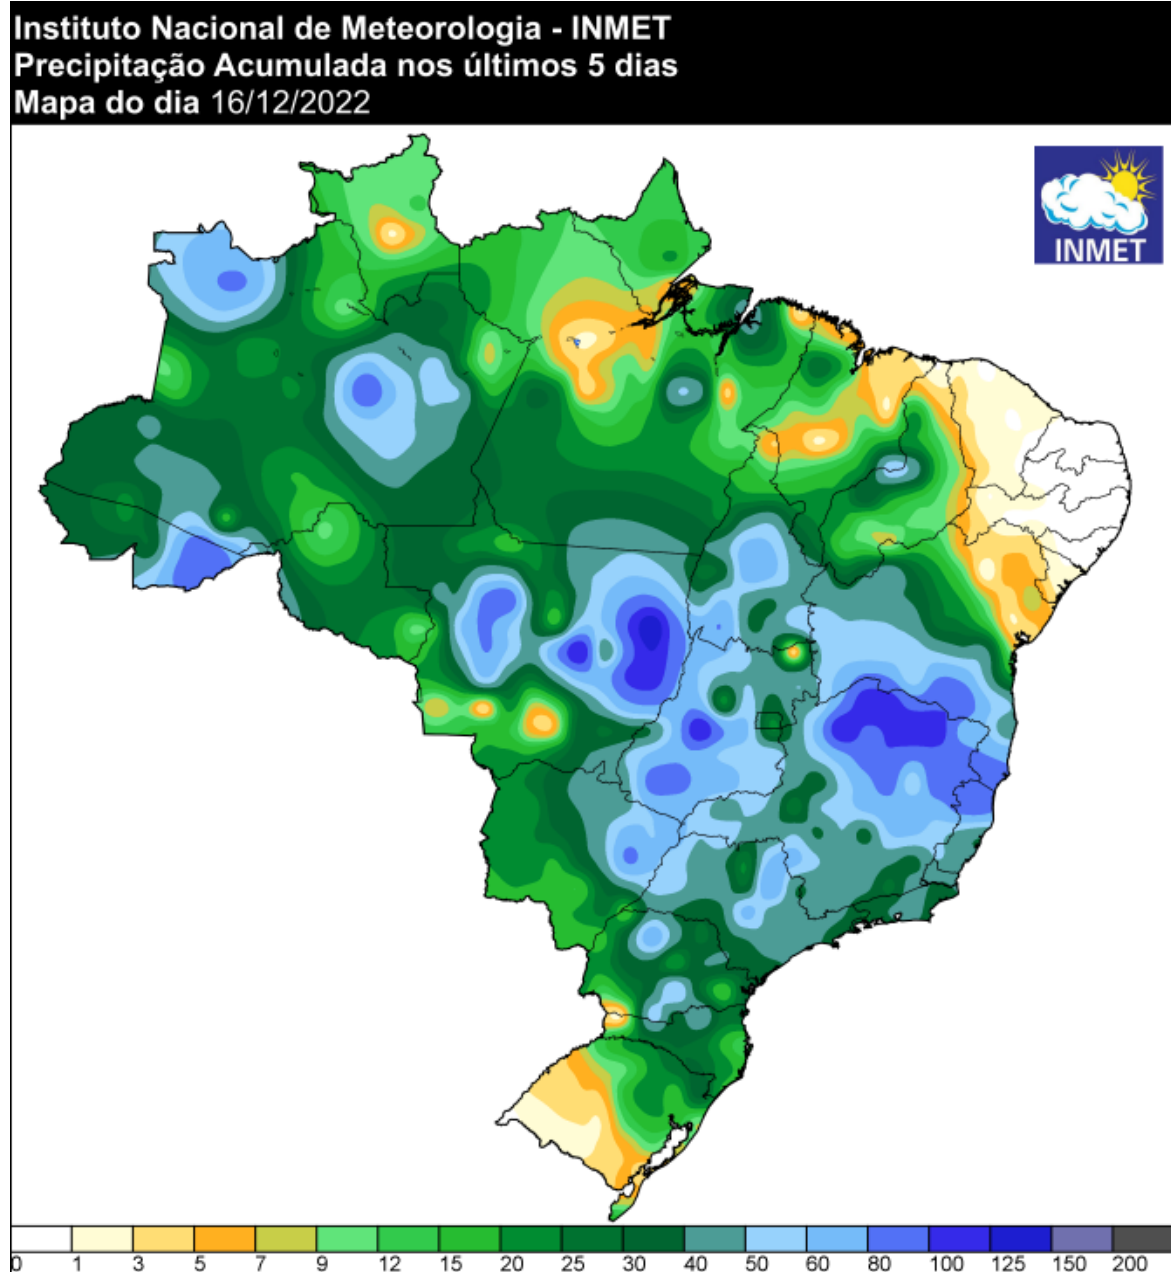 Instituto Nacional de Meteorologia - INMET
Precipitação Acumulada nos últimos 5 dias
Mapa do dia 16/12/2022
INMET
0 1 3 5 7 9 12 15 20 25 30 40 50 60 80 100 125 150 200